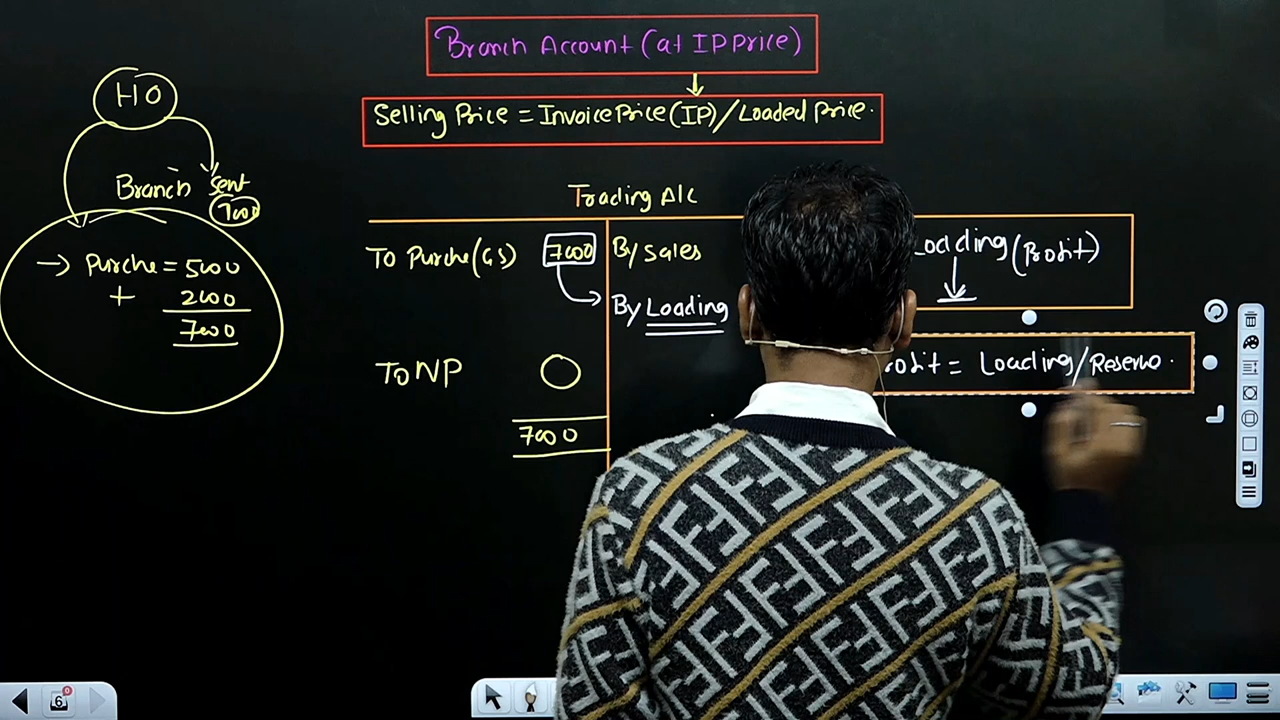 Branch Account (at IP Price)
Selling Price = Invoice Price (IP) / Loaded Price.
HO
Branch sent
7000
→ Purche = 5000
+ 2000
7000
Trading A/c
To Purche (GS) 7000 By Sales
By Loading
To NP
7000
Loading (Profit)
= Loading / Reserve.
6